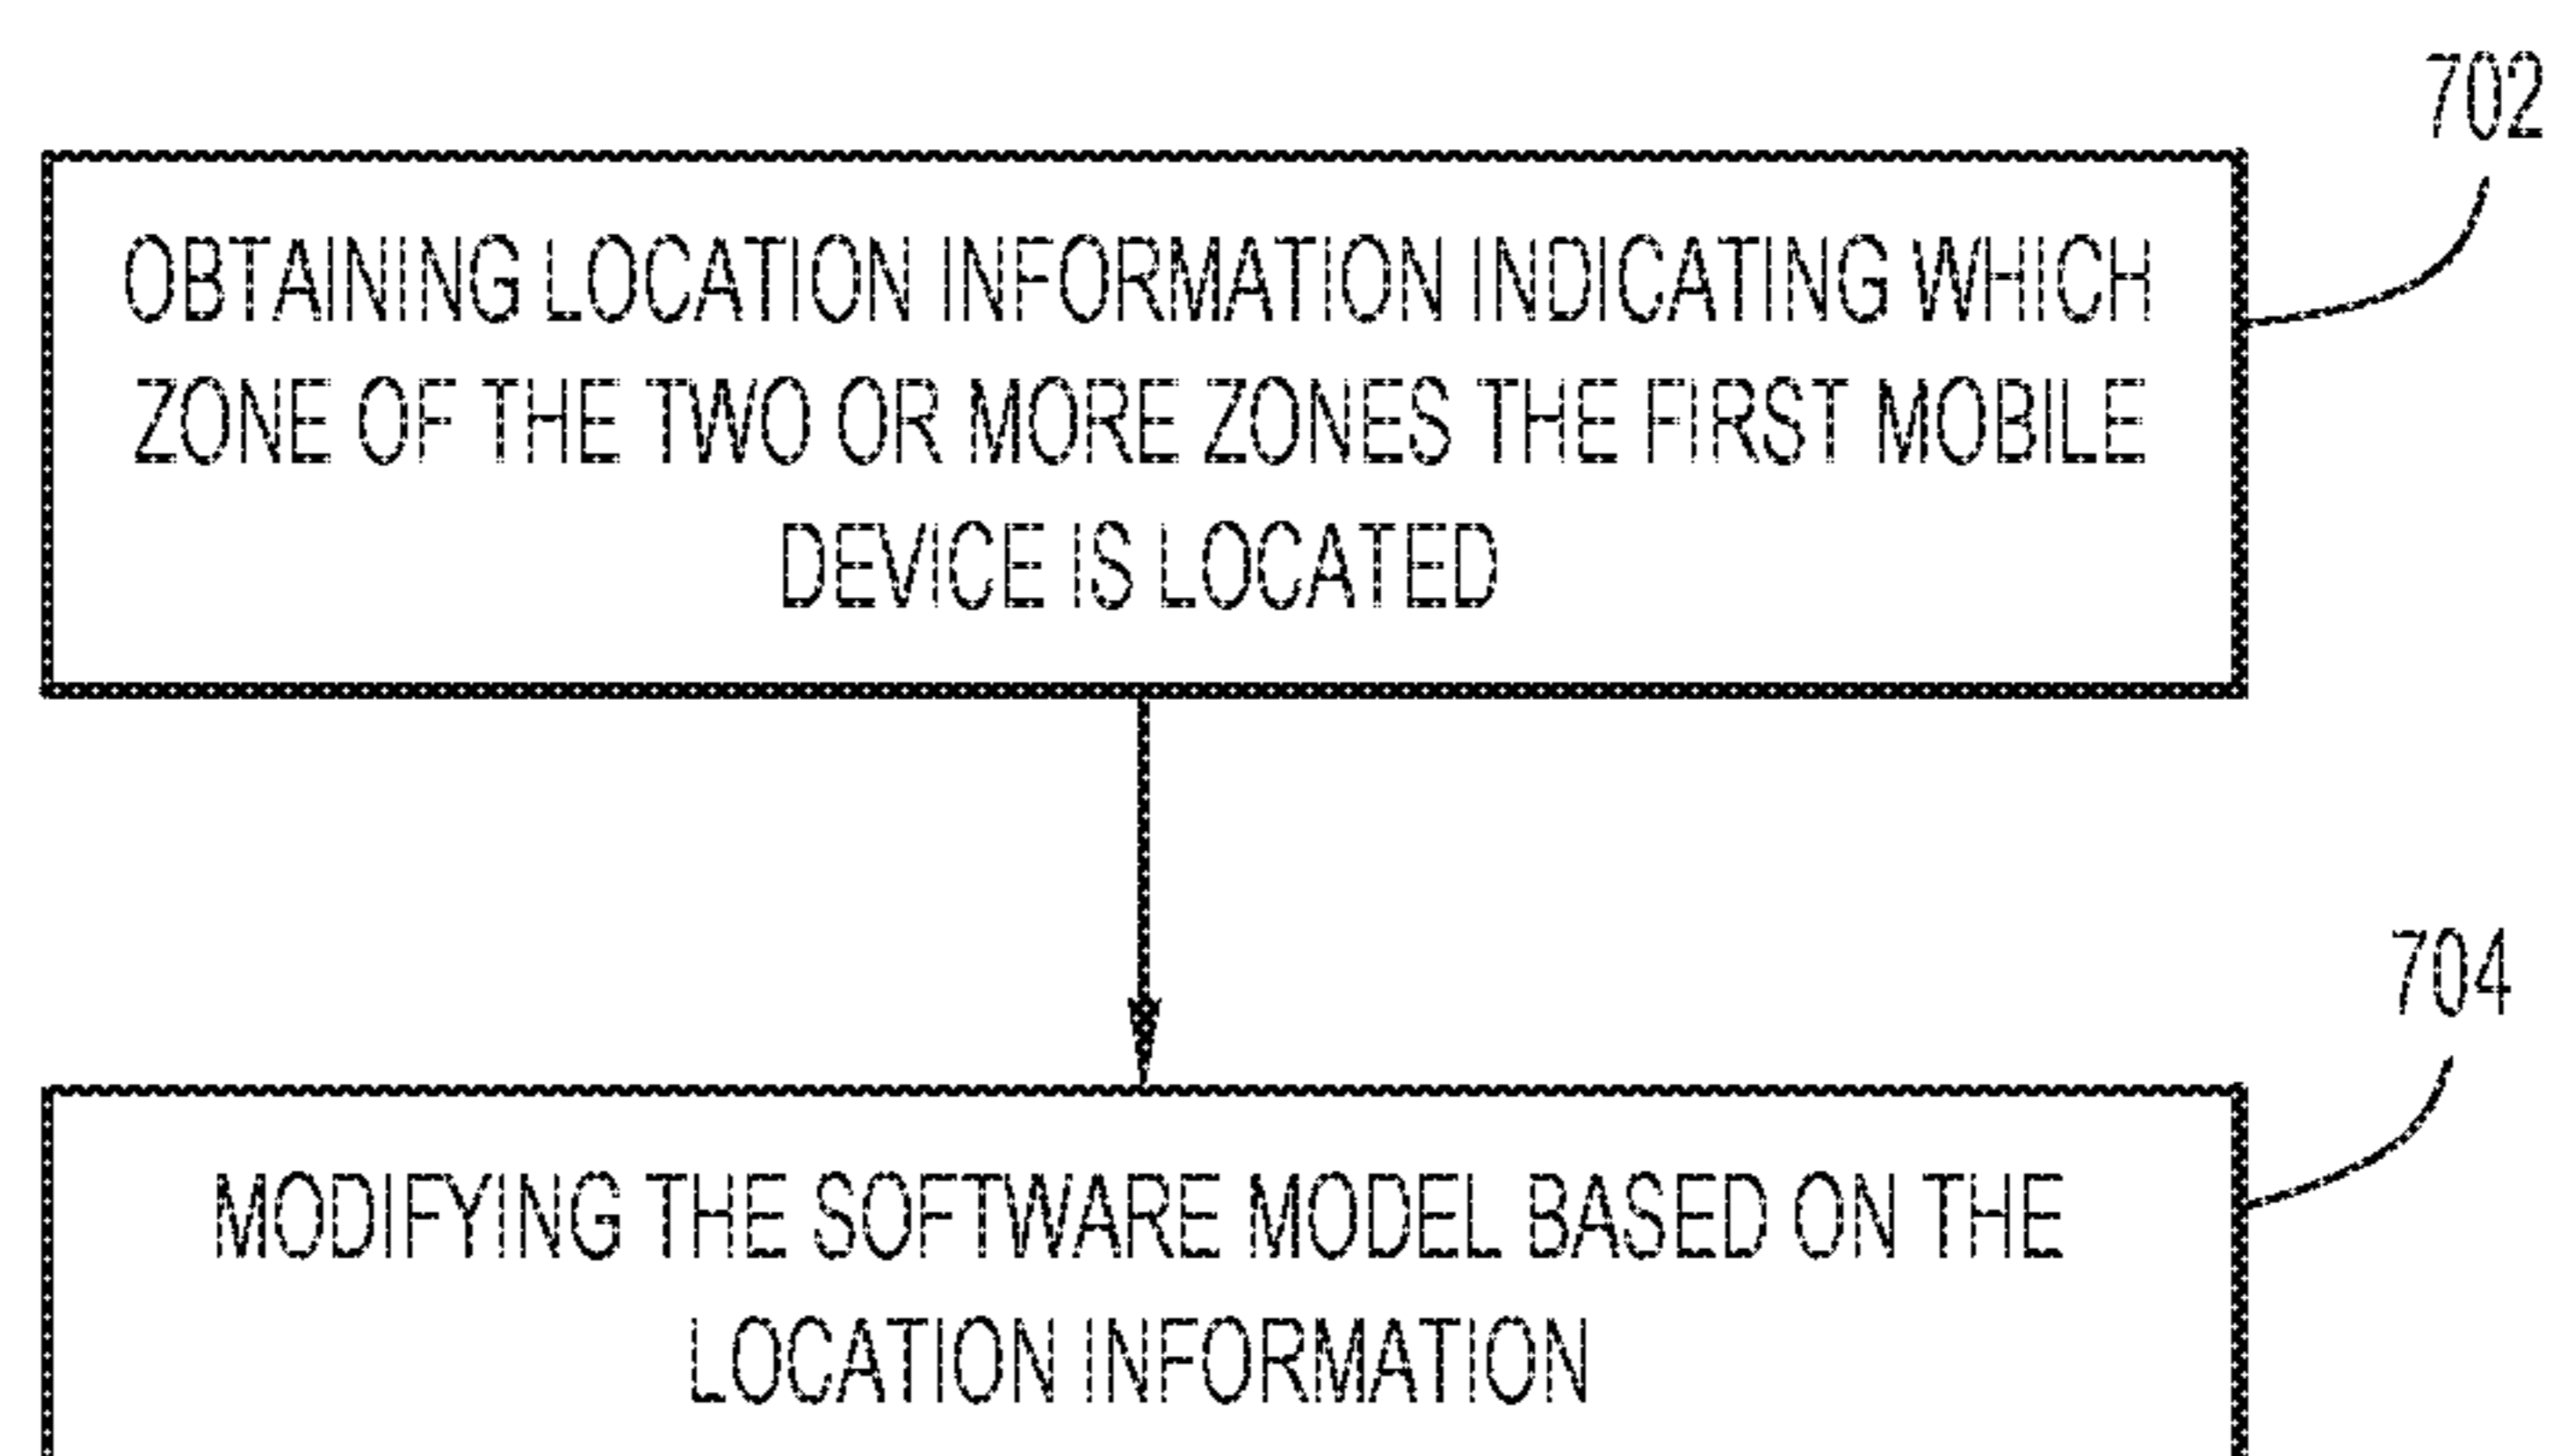 702
OBTAINING LOCATION INFORMATION INDICATING WHICH
ZONE OF THE TWO OR MORE ZONES THE FIRST MOBILE
DEVICE IS LOCATED
704
MODIFYING THE SOFTWARE MODEL BASED ON THE
LOCATION INFORMATION